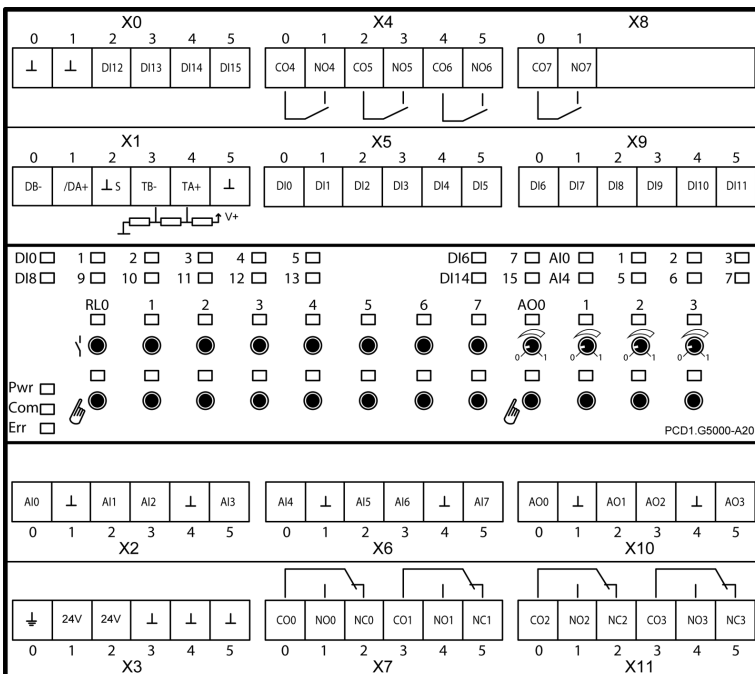 X0 X4 X8
0 1 2 3 4 5 0 1 2 3 4 5 0 1
⊥ ⊥ DI12 DI13 DI14 DI15 CO4 NO4 CO5 NO5 CO6 NO6 CO7 NO7
X1 X5 X9
0 1 2 3 4 5 0 1 2 3 4 5 0 1 2 3 4 5
DB- /DA+ ⊥ S TB- TA+ ⊥ DI0 DI1 DI2 DI3 DI4 DI5 DI6 DI7 DI8 DI9 DI10 DI11
V+
DI0 1 2 3 4 5 DI6 7 AI0 1 2 3
DI8 9 10 11 12 13 DI14 15 AI4 5 6 7
RL0 1 2 3 4 5 6 7 AO0 1 2 3
0 1 0 1 0 1 0 1
Pwr
Com
Err
PCD1.G5000-A20
AI0 ⊥ AI1 AI2 ⊥ AI3 AI4 ⊥ AI5 AI6 ⊥ AI7 AO0 ⊥ AO1 AO2 ⊥ AO3
0 1 2 3 4 5 0 1 2 3 4 5 0 1 2 3 4 5
X2 X6 X10
24V 24V ⊥ ⊥ ⊥ CO0 NO0 NC0 CO1 NO1 NC1 CO2 NO2 NC2 CO3 NO3 NC3
0 1 2 3 4 5 0 1 2 3 4 5 0 1 2 3 4 5
X3 X7 X11